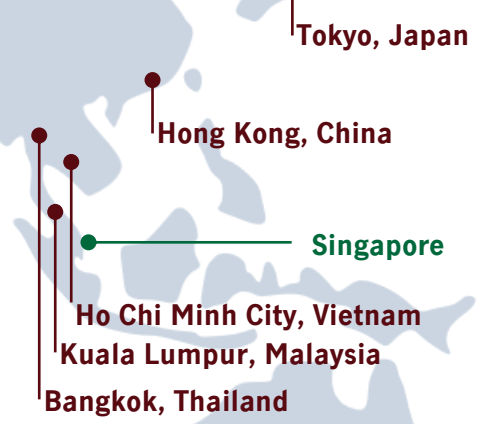 Tokyo, Japan
Hong Kong, China
Singapore
Ho Chi Minh City, Vietnam
Kuala Lumpur, Malaysia
Bangkok, Thailand